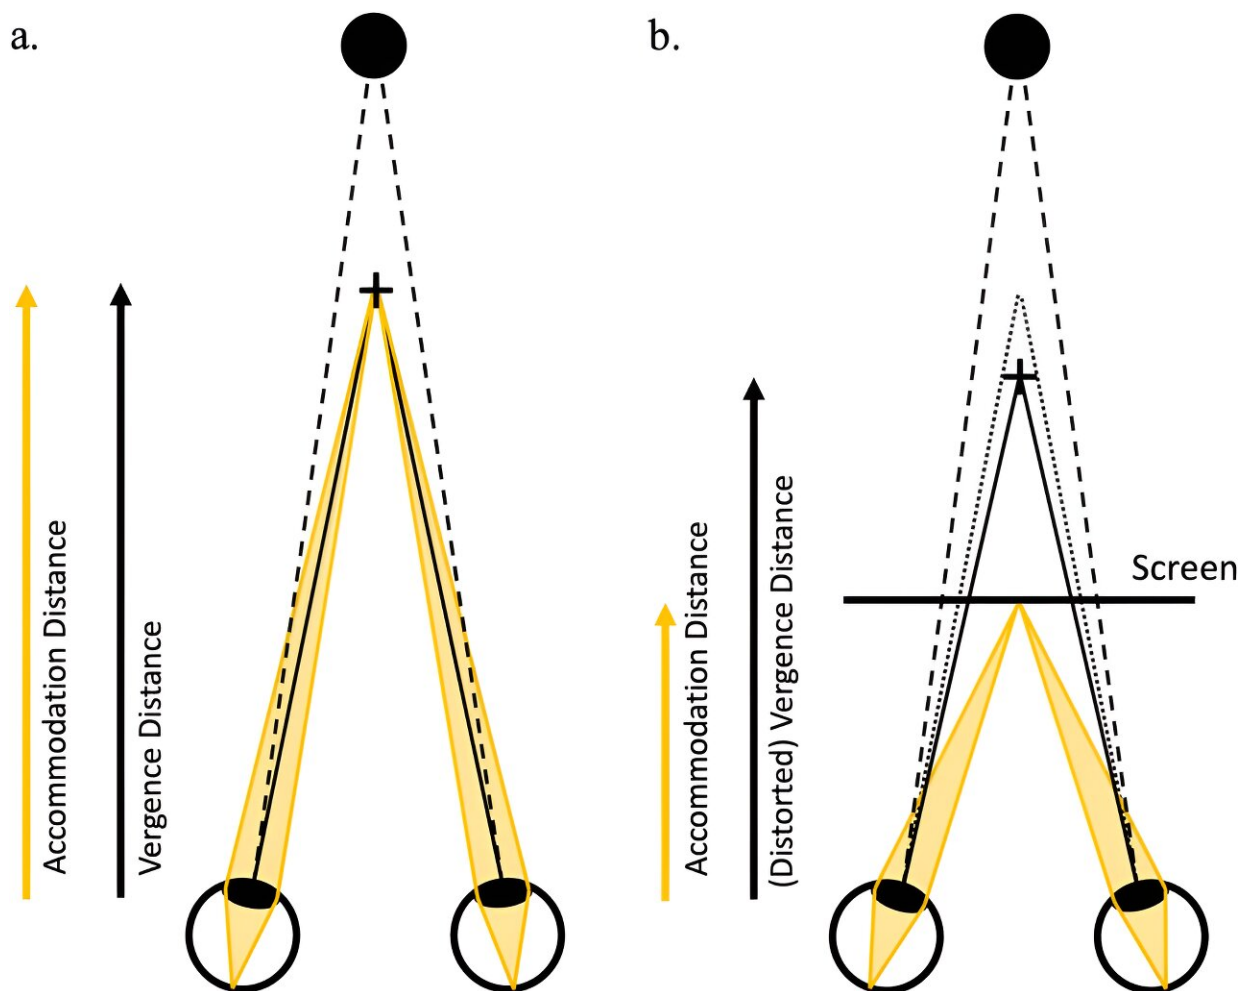 a.
Accommodation Distance
Vergence Distance
b.
Accommodation Distance
(Distorted) Vergence Distance
Screen